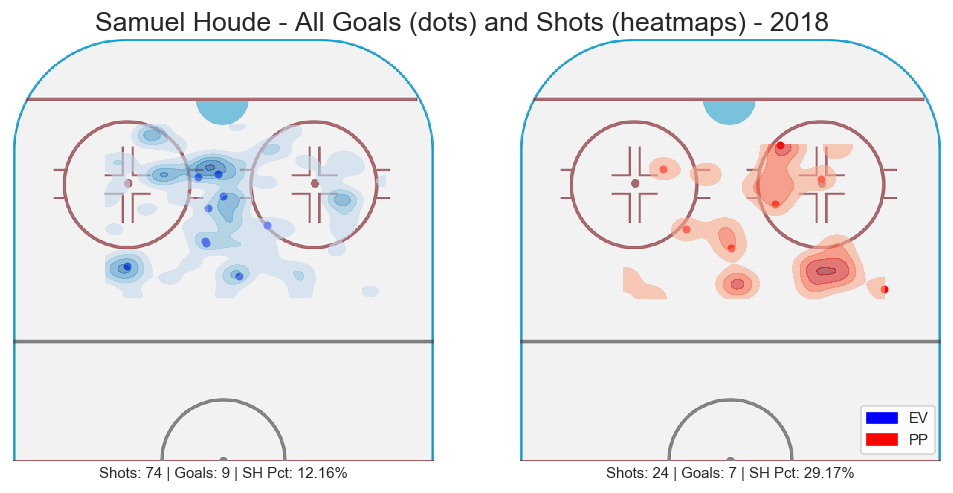 Samuel Houde - All Goals (dots) and Shots (heatmaps) - 2018
EV
PP
Shots: 74 | Goals: 9 | SH Pct: 12.16%
Shots: 24 | Goals: 7 | SH Pct: 29.17%